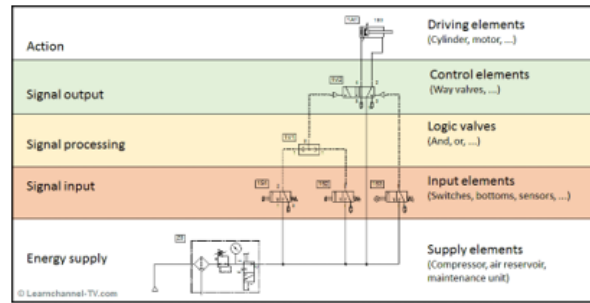 Action
Driving elements
(Cylinder, motor, ...)
Signal output
Control elements
(Way valves, ...)
Signal processing
Logic valves
(And, or, ...)
Signal input
Input elements
(Switches, bottoms, sensors, ...)
Energy supply
Supply elements
(Compressor, air reservoir,
maintenance unit)
© Learnchannel-TV.com